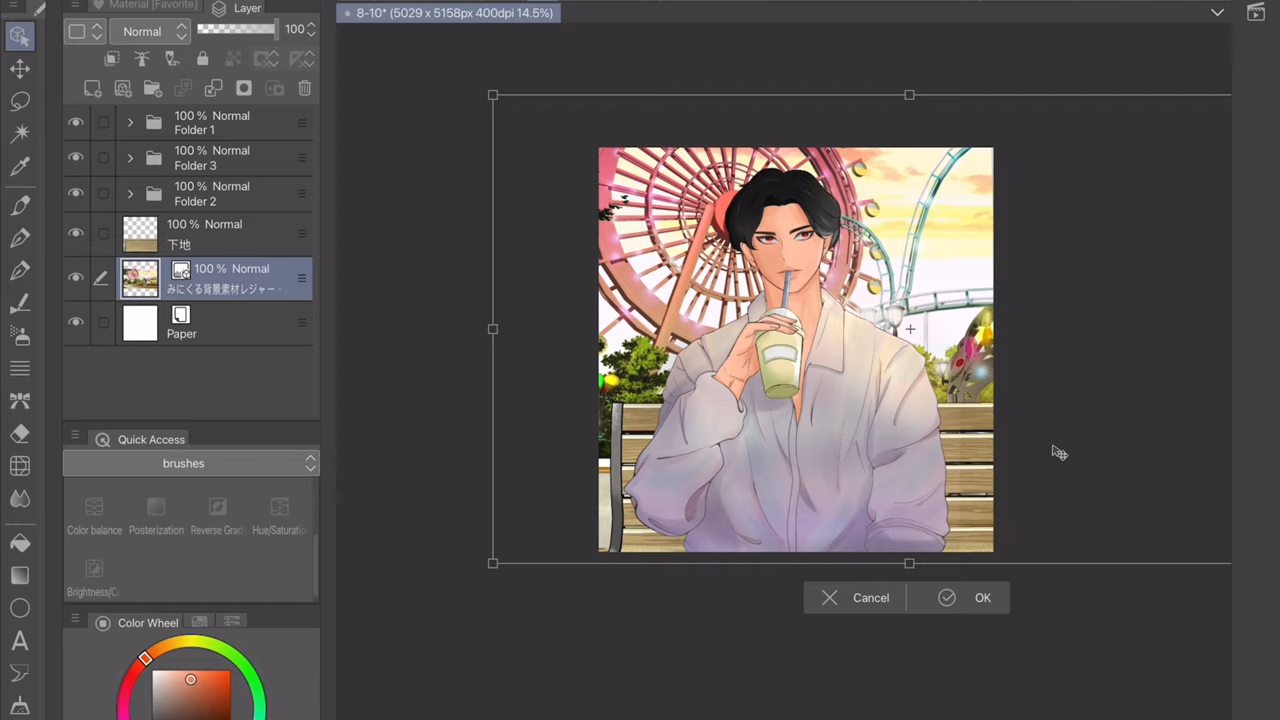 Material [Favorite]
Layer
8-10* (5029 x 5158px 400dpi 14.5%)
Normal
100
100 % Normal
Folder 1
100 % Normal
Folder 3
100 % Normal
Folder 2
100 % Normal
下地
100 % Normal
みにくる背景素材レジャー -
Paper
Quick Access
brushes
Color balance
Posterization
Reverse Grad
Hue/Saturatio
Brightness/Co
Color Wheel
Cancel
OK